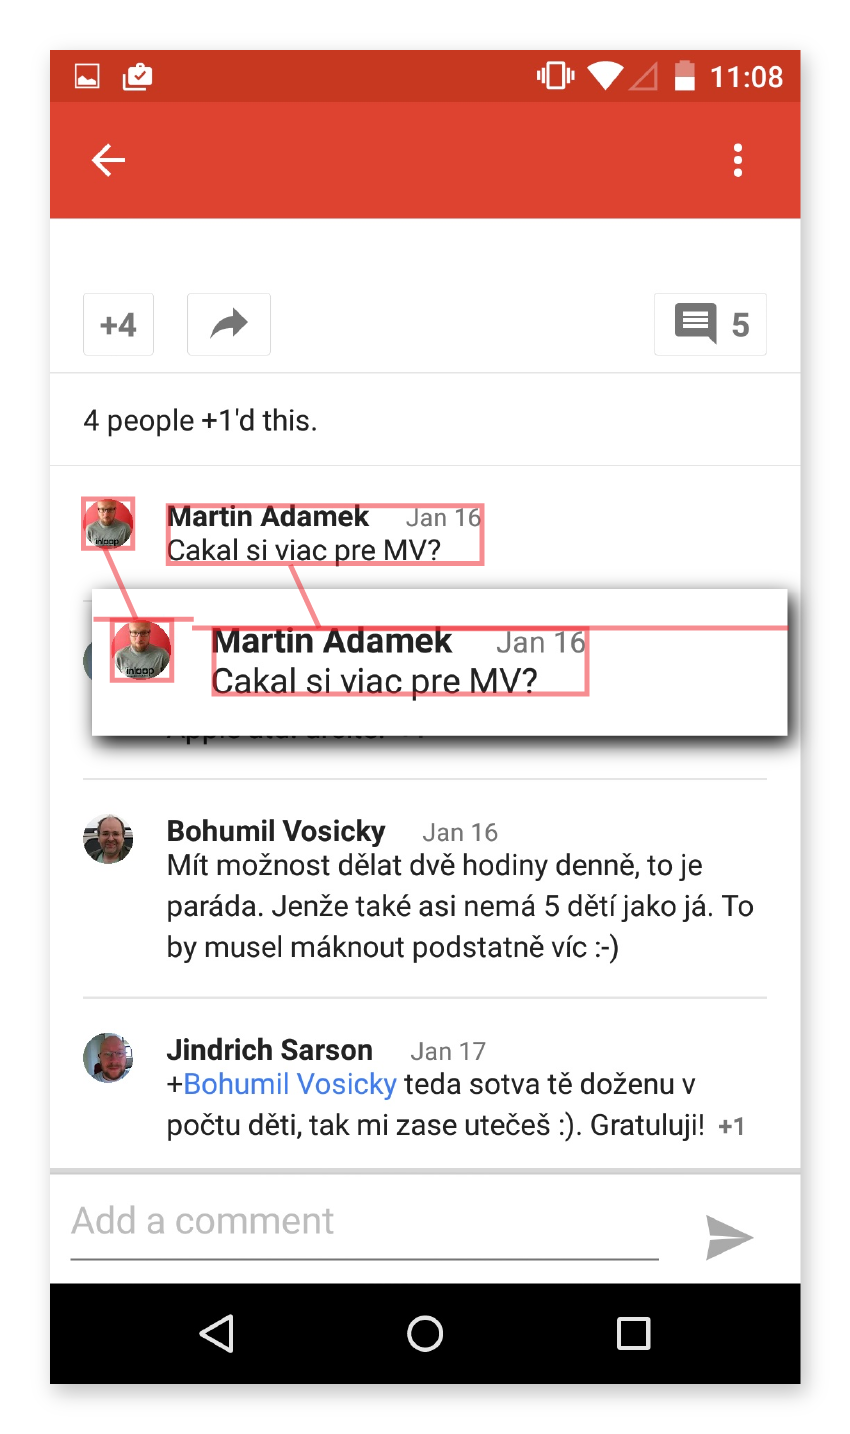 11:08
+4
5
4 people +1'd this.
Martin Adamek Jan 16
Cakal si viac pre MV?
Martin Adamek Jan 16
Cakal si viac pre MV?
Bohumil Vosicky Jan 16
Mít možnost dělat dvě hodiny denně, to je
paráda. Jenže také asi nemá 5 dětí jako já. To
by musel máknout podstatně víc :-)
Jindrich Sarson Jan 17
+Bohumil Vosicky teda sotva tě doženu v
počtu děti, tak mi zase utečeš :). Gratuluji! +1
Add a comment